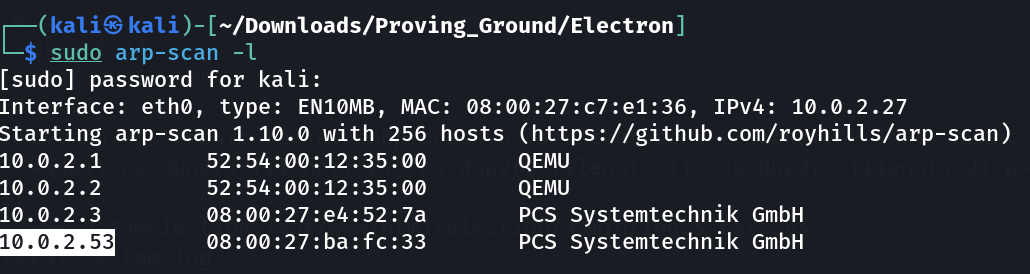 ┌──(kali㉿kali)-[~/Downloads/Proving_Ground/Electron]
└─$ sudo arp-scan -l
[sudo] password for kali:
Interface: eth0, type: EN10MB, MAC: 08:00:27:c7:e1:36, IPv4: 10.0.2.27
Starting arp-scan 1.10.0 with 256 hosts (https://github.com/royhills/arp-scan)
10.0.2.1 52:54:00:12:35:00 QEMU
10.0.2.2 52:54:00:12:35:00 QEMU
10.0.2.3 08:00:27:e4:52:7a PCS Systemtechnik GmbH
10.0.2.53 08:00:27:ba:fc:33 PCS Systemtechnik GmbH